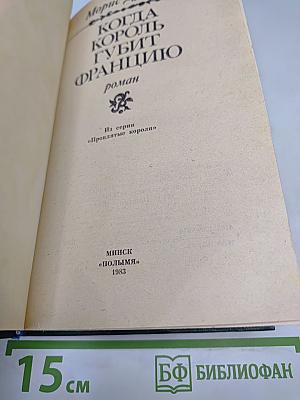 Морис
КОГДА
КОРОЛЬ
ГУБИТ
ФРАНЦИЮ
роман
Из серии
«Проклятые короли»
МИНСК
«ПОЛЫМЯ»
1983
15 см
БФ БИБЛИОФАН